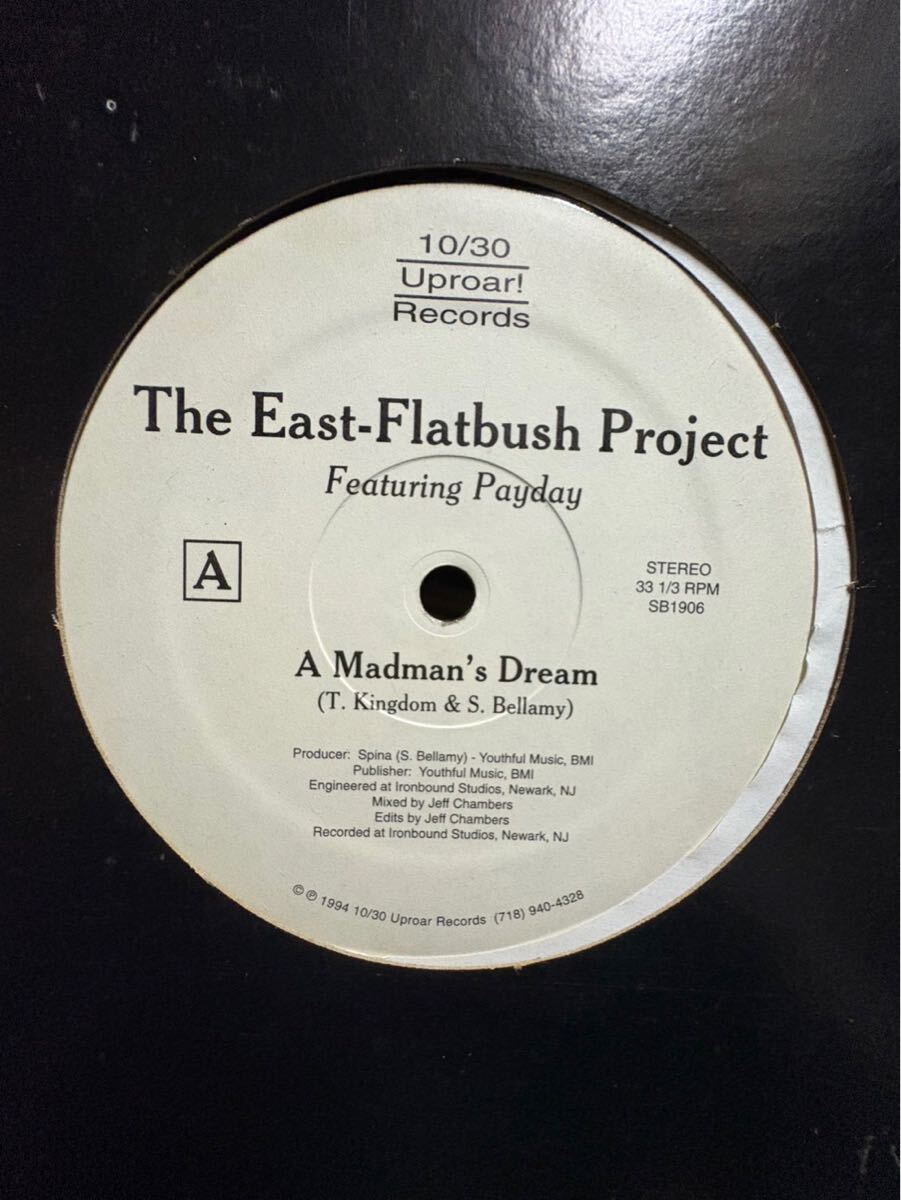 10/30
Uproar!
Records
The East-Flatbush Project
Featuring Payday
A
STEREO
33 1/3 RPM
SB1906
A Madman's Dream
(T. Kingdom & S. Bellamy)
Producer: Spina (S. Bellamy) - Youthful Music, BMI
Publisher: Youthful Music, BMI
Engineered at Ironbound Studios, Newark, NJ
Mixed by Jeff Chambers
Edits by Jeff Chambers
Recorded at Ironbound Studios, Newark, NJ
© ℗ 1994 10/30 Uproar Records (718) 940-4328